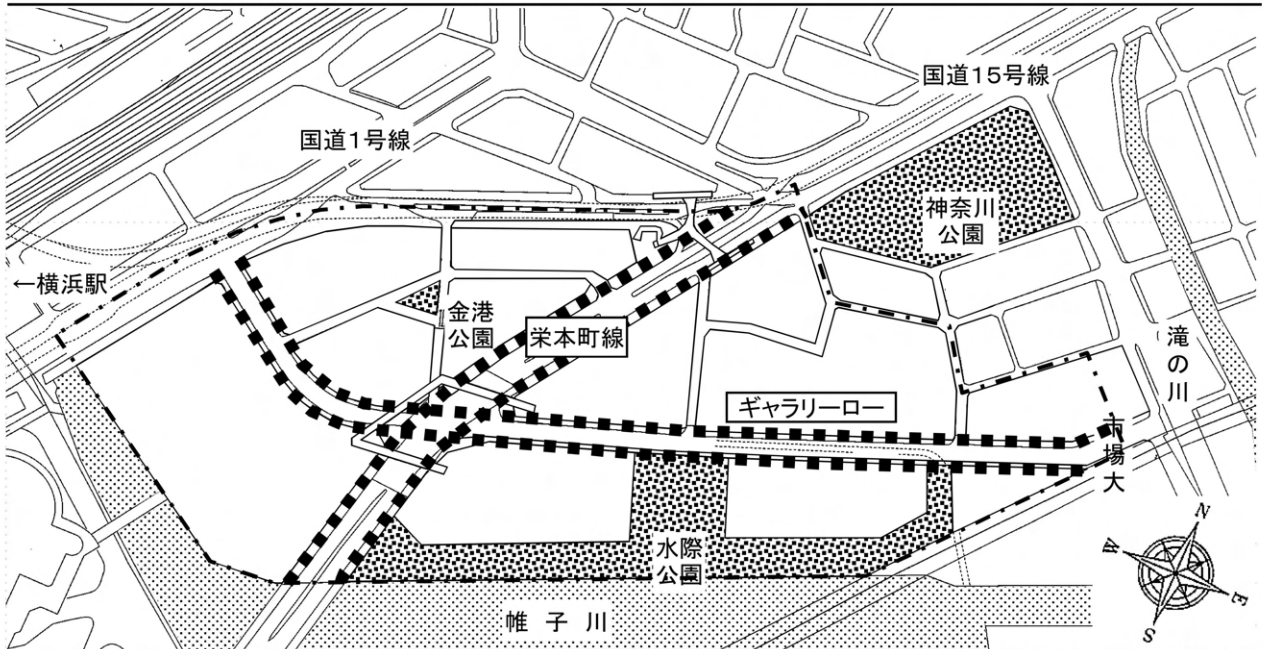 国道15号線
国道1号線
神奈川
公園
←横浜駅
金港
公園
栄本町線
滝
の
川
ギャラリーロー
市
場
大
水際
公園
帷子川
N
W
E
S